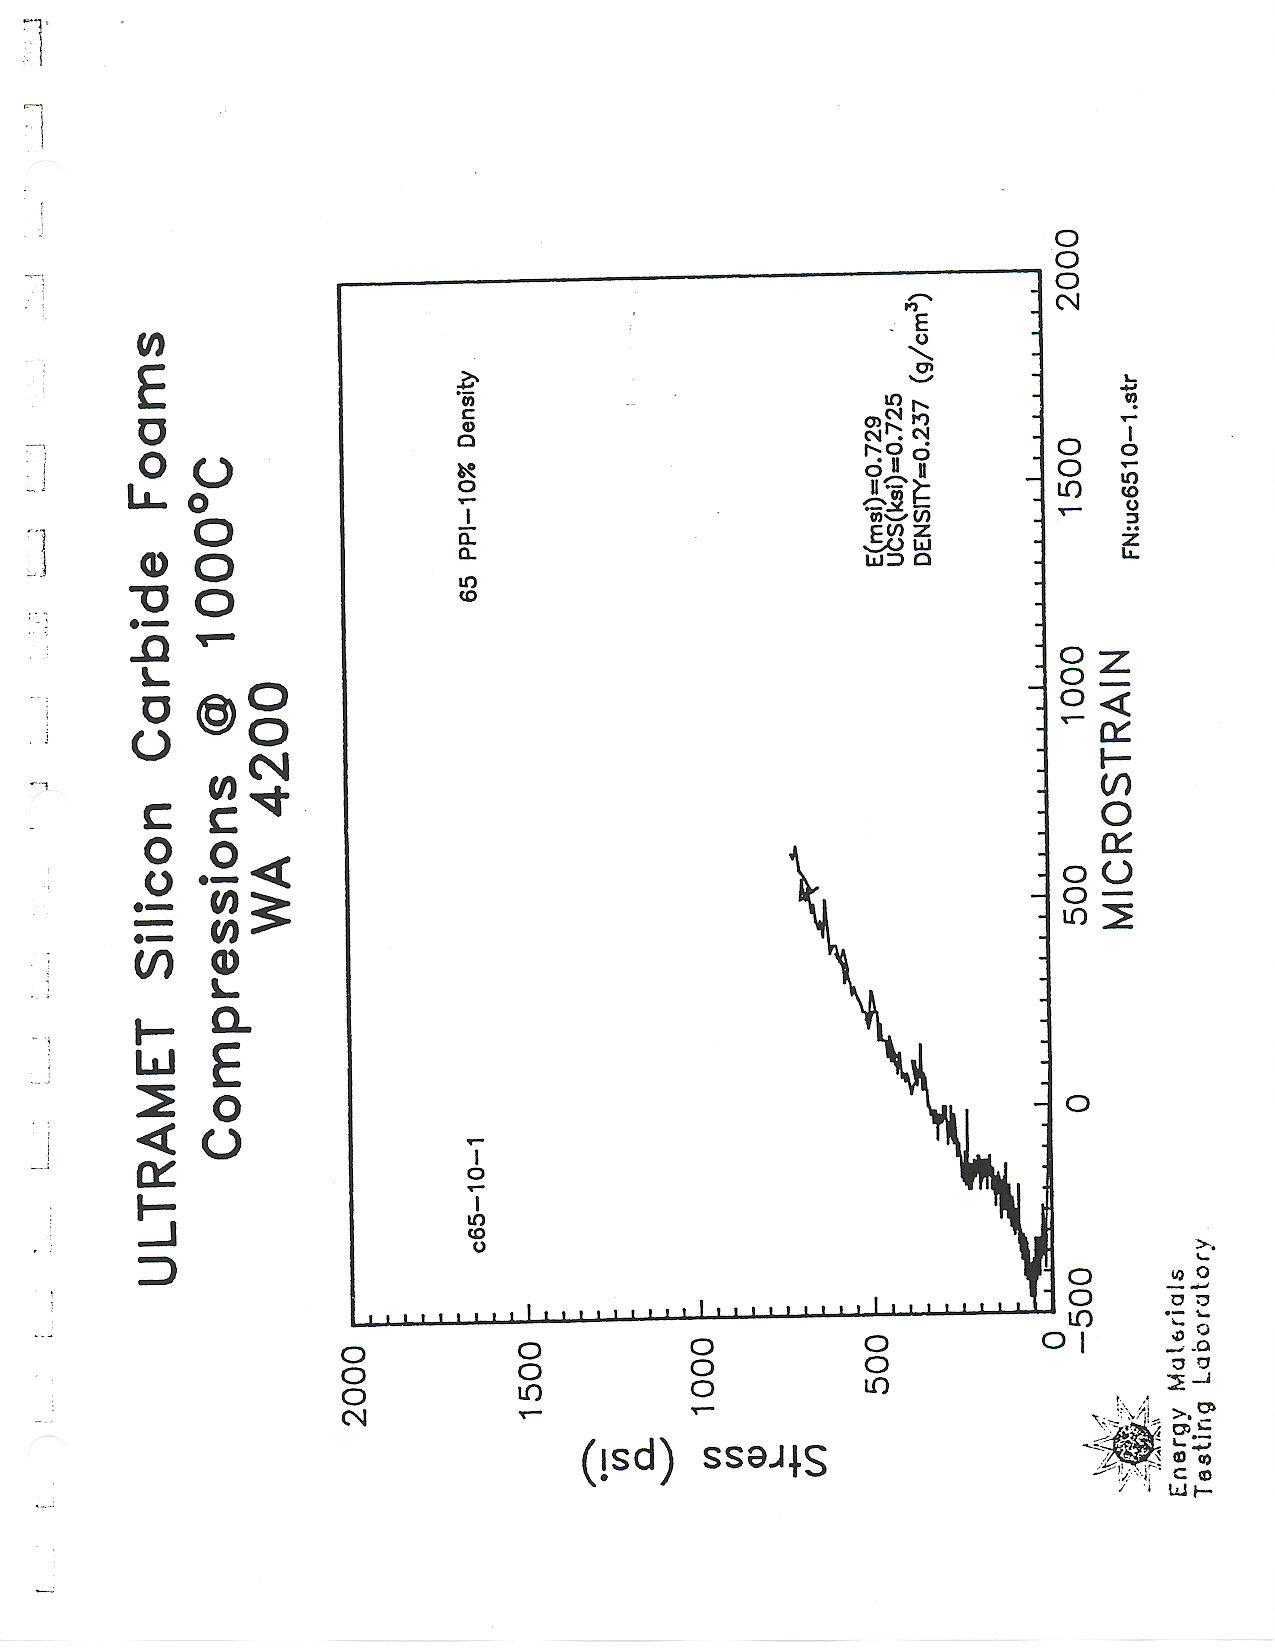 ULTRAMET Silicon Carbide Foams
Compressions @ 1000°C
WA 4200
c65-10-1
65 PPI-10% Density
E(msi)=0.729
UCS(ksi)=0.725
DENSITY=0.237 (g/cm³)
Stress (psi)
2000
1500
1000
500
0
-500
0
500
1000
1500
2000
MICROSTRAIN
FN:uc6510-1.str
Energy Materials
Testing Laboratory